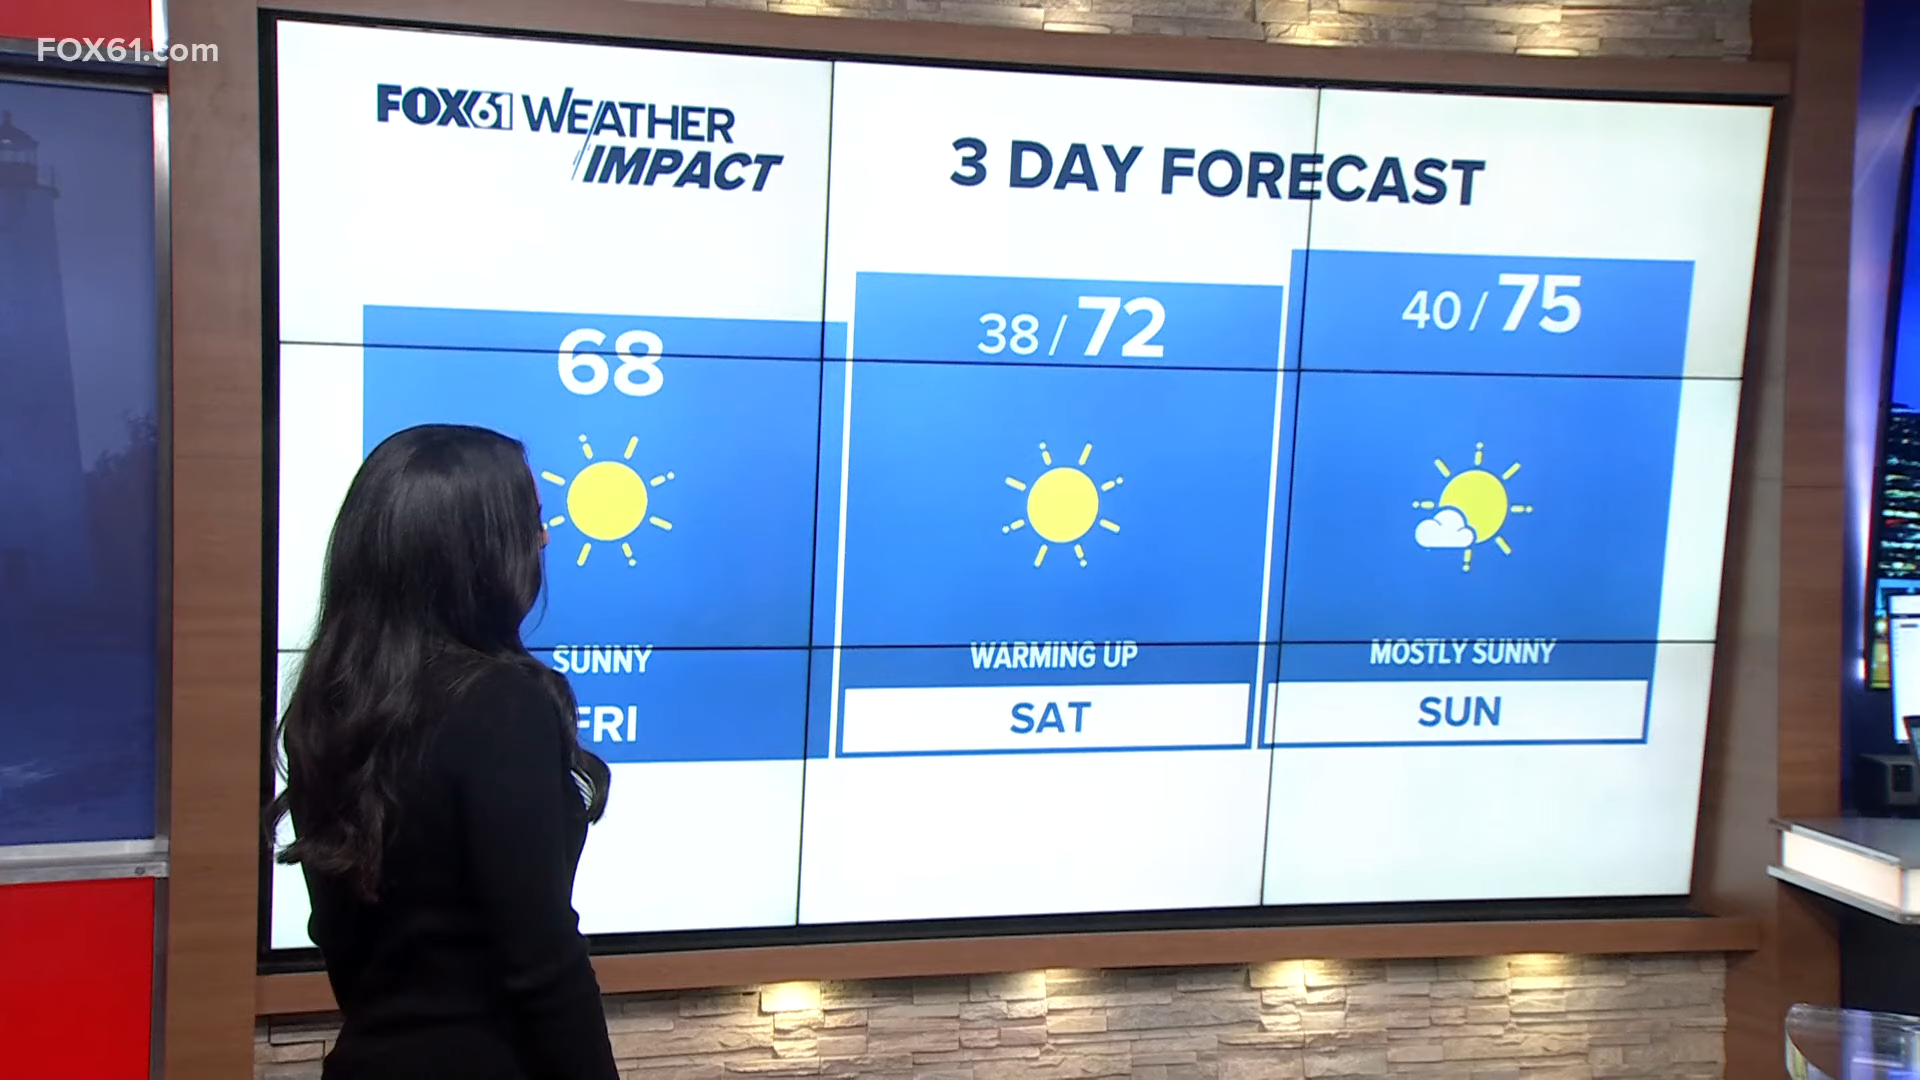 FOX61.com
FOX61 WEATHER
IMPACT
3 DAY FORECAST
68
38 / 72
40 / 75
SUNNY
WARMING UP
MOSTLY SUNNY
FRI
SAT
SUN